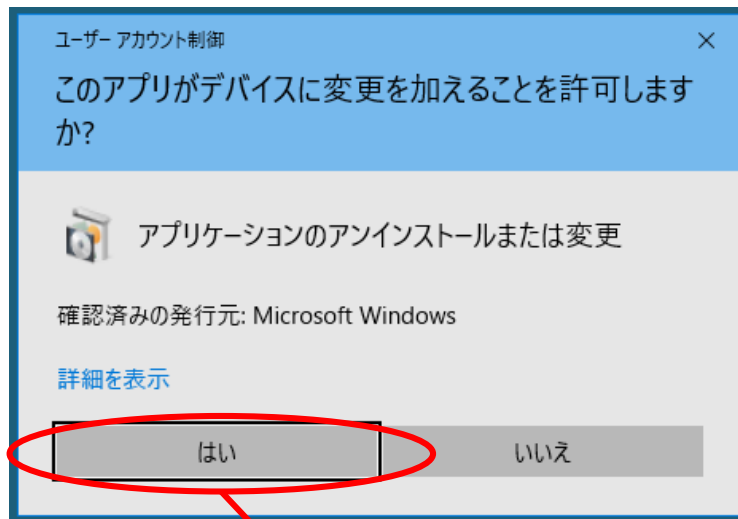 ユーザー アカウント制御
このアプリがデバイスに変更を加えることを許可します
か?
アプリケーションのアンインストールまたは変更
確認済みの発行元: Microsoft Windows
詳細を表示
はい
いいえ